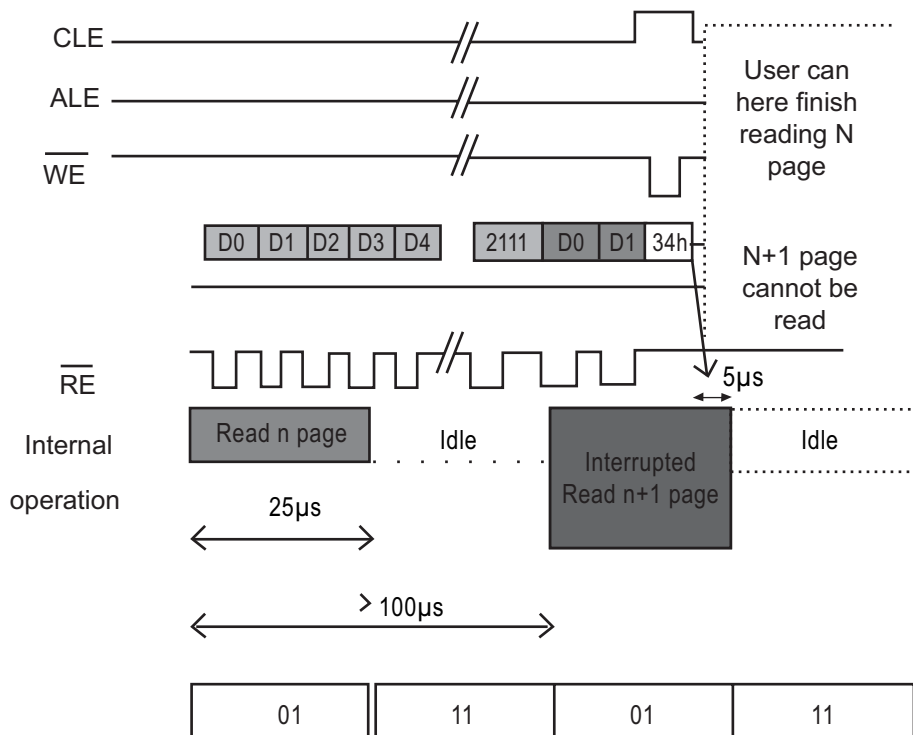 CLE
ALE
WE
User can
here finish
reading N
page
D0 D1 D2 D3 D4 2111 D0 D1 34h
N+1 page
cannot be
read
RE
5µs
Internal
operation
Read n page
Idle
Interrupted
Read n+1 page
Idle
25µs
> 100µs
01 11 01 11